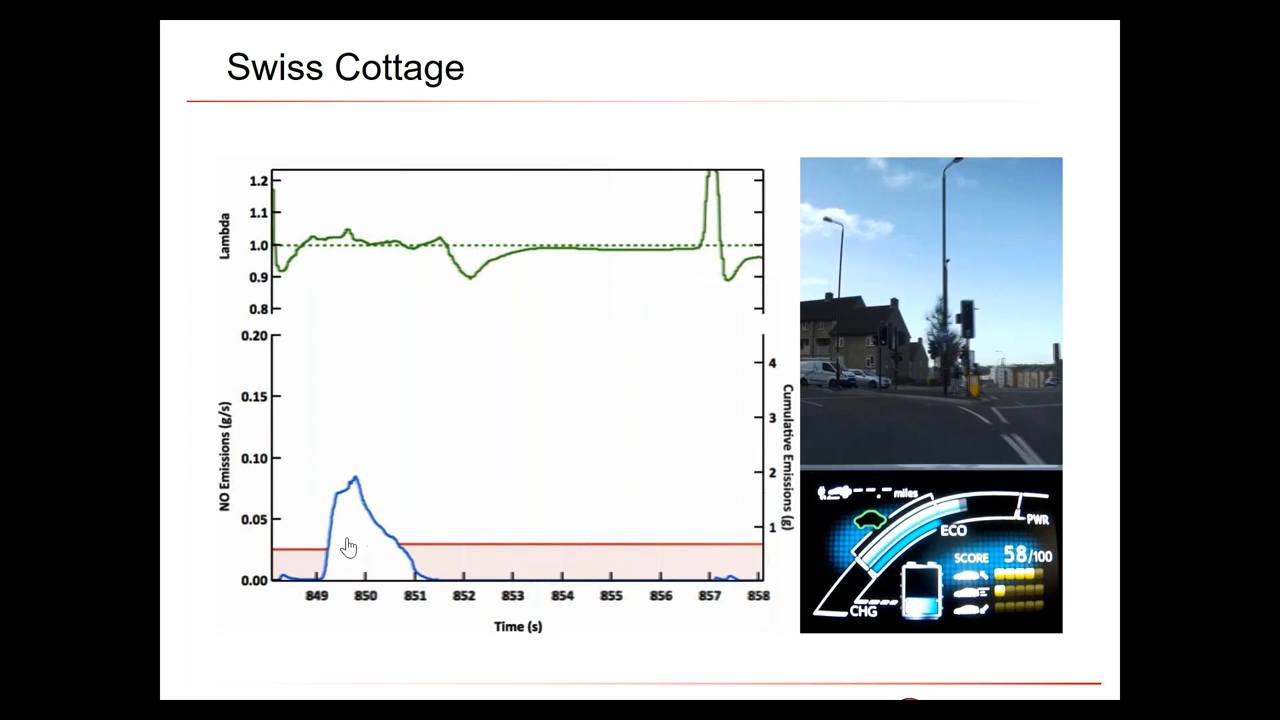 Swiss Cottage
1.2
1.1
1.0
0.9
0.8
Lambda
0.20
0.15
0.10
0.05
0.00
NO Emissions (g/s)
4
3
2
1
Cumulative Emissions (g)
849 850 851 852 853 854 855 856 857 858
Time (s)
miles
PWR
ECO
SCORE 58/100
CHG